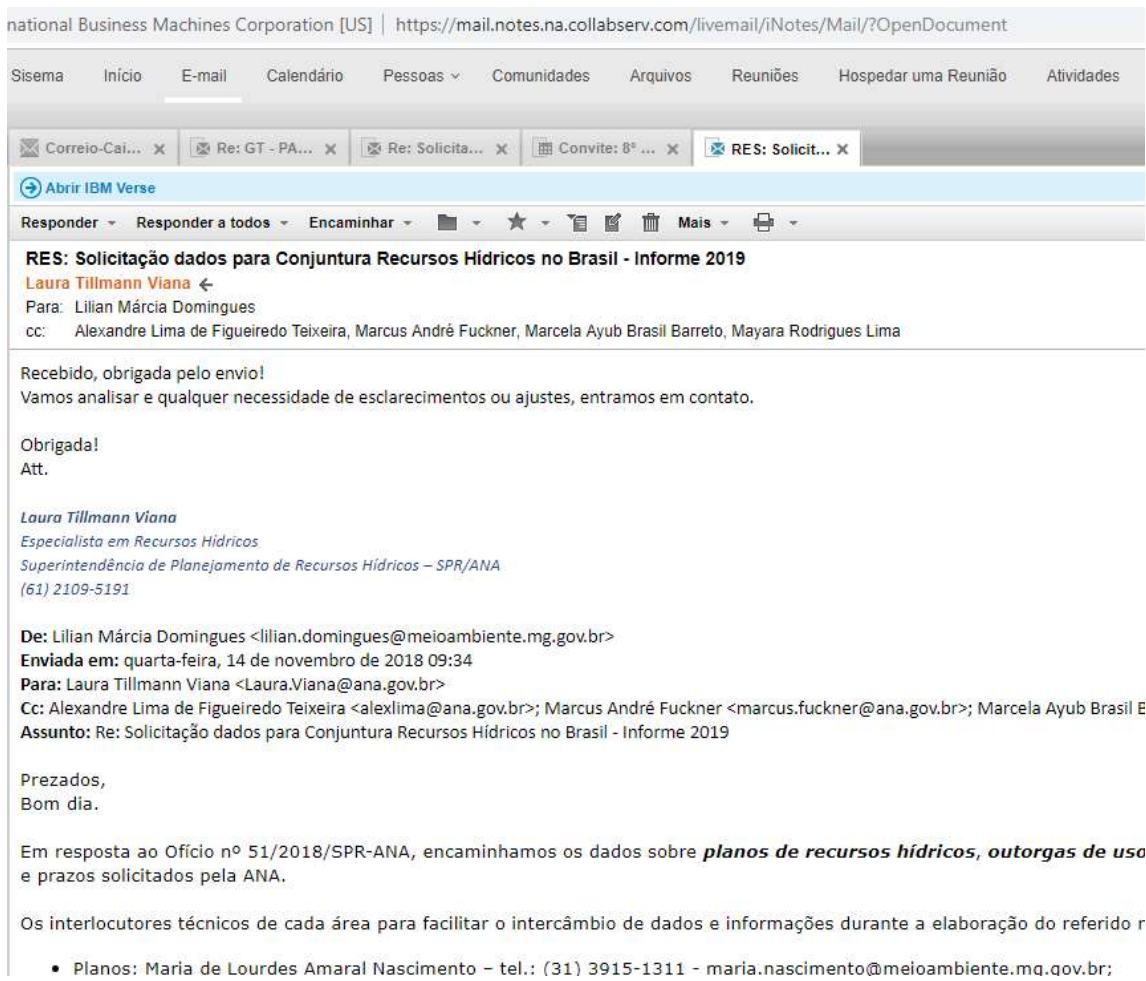 national Business Machines Corporation [US] | https://mail.notes.na.collabserv.com/livemail/iNotes/Mail/?OpenDocument
Sisema Início E-mail Calendário Pessoas Comunidades Arquivos Reuniões Hospedar uma Reunião Atividades
Correio-Cai... x Re: GT - PA... x Re: Solicita... x Convite: 8º ... x RES: Solicit... x
Abrir IBM Verse
Responder Responder a todos Encaminhar Mais
RES: Solicitação dados para Conjuntura Recursos Hídricos no Brasil - Informe 2019
Laura Tillmann Viana
Para: Lilian Márcia Domingues
cc: Alexandre Lima de Figueiredo Teixeira, Marcus André Fuckner, Marcela Ayub Brasil Barreto, Mayara Rodrigues Lima
Recebido, obrigada pelo envio!
Vamos analisar e qualquer necessidade de esclarecimentos ou ajustes, entramos em contato.
Obrigada!
Att.
Laura Tillmann Viana
Especialista em Recursos Hídricos
Superintendência de Planejamento de Recursos Hídricos – SPR/ANA
(61) 2109-5191
De: Lilian Márcia Domingues <lilian.domingues@meioambiente.mg.gov.br>
Enviada em: quarta-feira, 14 de novembro de 2018 09:34
Para: Laura Tillmann Viana <Laura.Viana@ana.gov.br>
Cc: Alexandre Lima de Figueiredo Teixeira <alexlima@ana.gov.br>; Marcus André Fuckner <marcus.fuckner@ana.gov.br>; Marcela Ayub Brasil B
Assunto: Re: Solicitação dados para Conjuntura Recursos Hídricos no Brasil - Informe 2019
Prezados,
Bom dia.
Em resposta ao Ofício nº 51/2018/SPR-ANA, encaminhamos os dados sobre planos de recursos hídricos, outorgas de uso
e prazos solicitados pela ANA.
Os interlocutores técnicos de cada área para facilitar o intercâmbio de dados e informações durante a elaboração do referido r
• Planos: Maria de Lourdes Amaral Nascimento – tel.: (31) 3915-1311 - maria.nascimento@meioambiente.mg.gov.br;